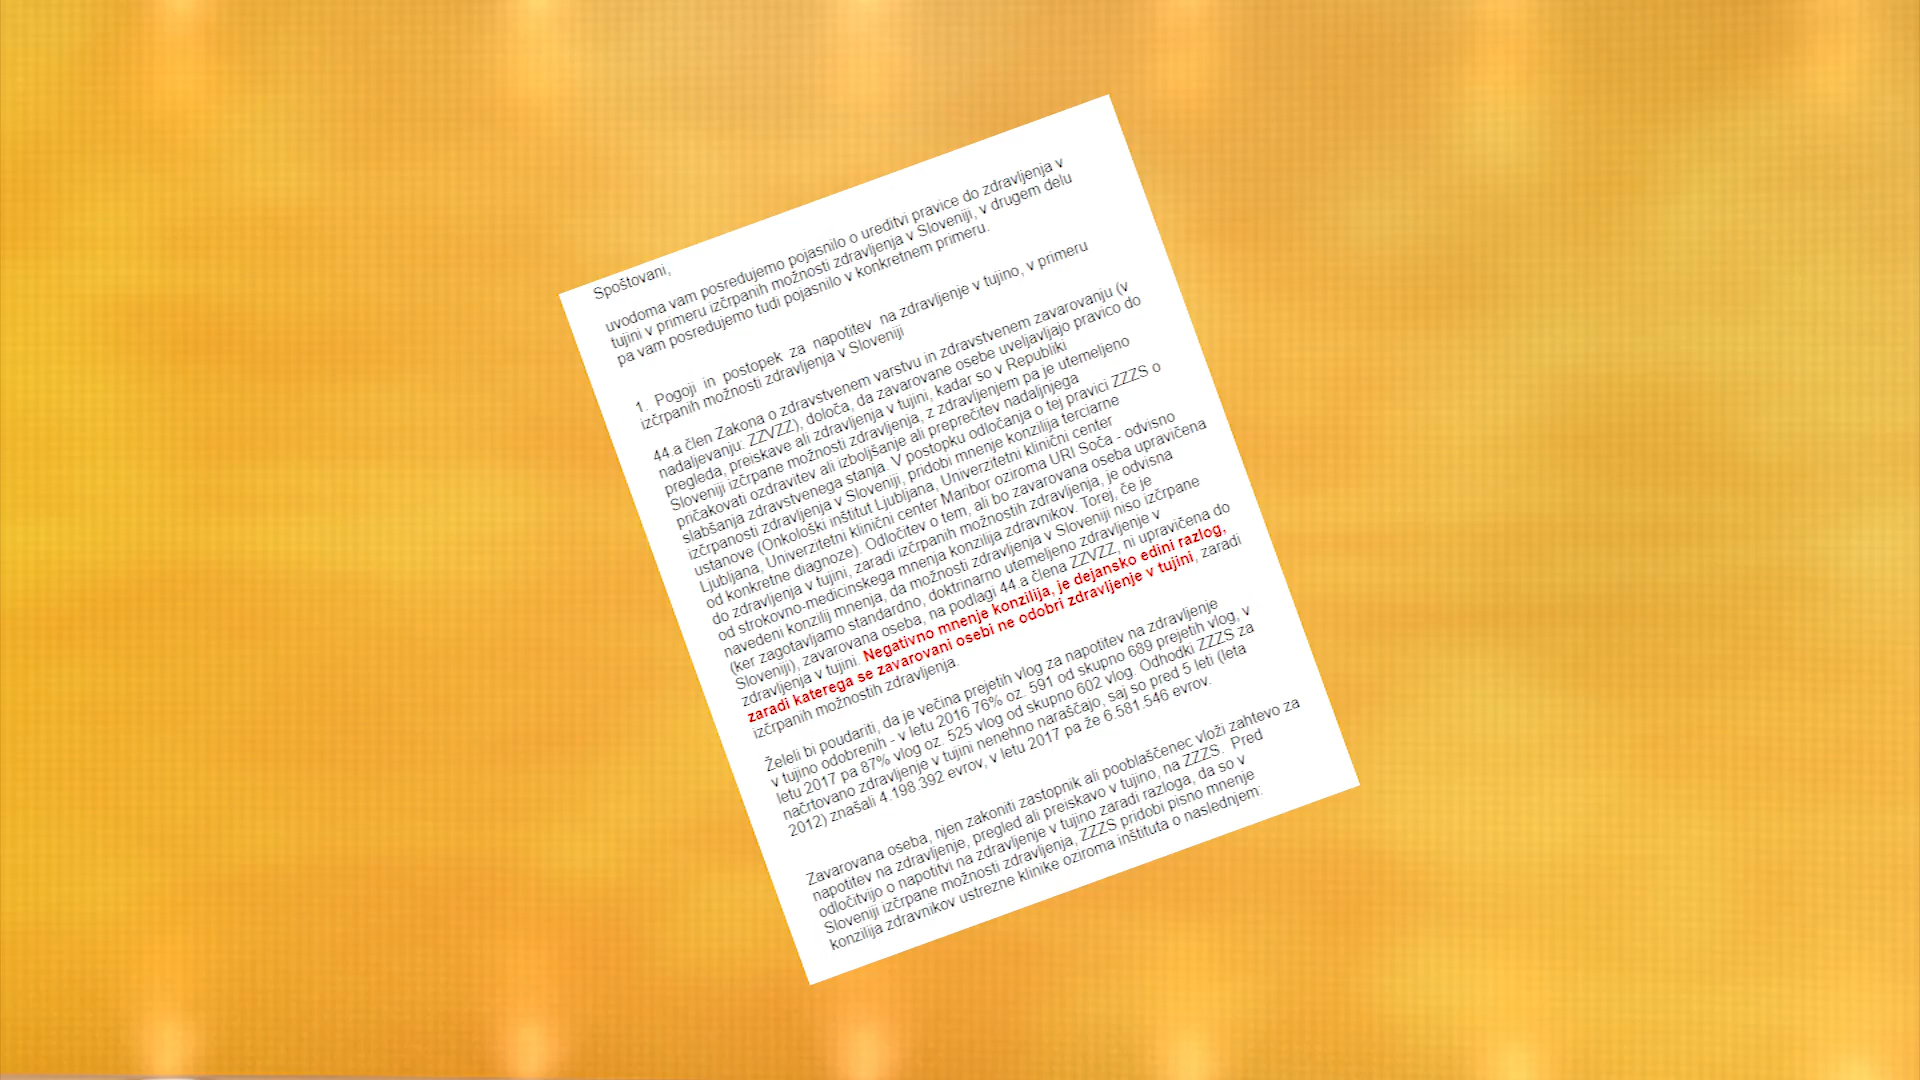 Spoštovani,
uvodoma vam posredujemo pojasnilo o ureditvi pravice do zdravljenja v
tujini v primeru izčrpanih možnosti zdravljenja v Sloveniji, v drugem delu
pa vam posredujemo tudi pojasnilo v konkretnem primeru.
1. Pogoji in postopek za napotitev na zdravljenje v tujino, v primeru
izčrpanih možnosti zdravljenja v Sloveniji
44.a člen Zakona o zdravstvenem varstvu in zdravstvenem zavarovanju (v
nadaljevanju: ZZVZZ), določa, da zavarovane osebe uveljavljajo pravico do
pregleda, preiskave ali zdravljenja v tujini, kadar so v Republiki
Sloveniji izčrpane možnosti zdravljenja, z zdravljenjem pa je utemeljeno
pričakovati ozdravitev ali izboljšanje ali preprečitev nadaljnjega
slabšanja zdravstvenega stanja. V postopku odločanja o tej pravici ZZZS o
izčrpanosti zdravljenja v Sloveniji, pridobi mnenje konzilija terciarne
ustanove (Onkološki inštitut Ljubljana, Univerzitetni klinični center
Ljubljana, Univerzitetni klinični center Maribor oziroma URI Soča - odvisno
od konkretne diagnoze). Odločitev o tem, ali bo zavarovana oseba upravičena
do zdravljenja v tujini, zaradi izčrpanih možnostih zdravljenja, je odvisna
od strokovno-medicinskega mnenja konzilija zdravnikov. Torej, če je
navedeni konzilij mnenja, da možnosti zdravljenja v Sloveniji niso izčrpane
(ker zagotavljamo standardno, doktrinarno utemeljeno zdravljenje v
Sloveniji), zavarovana oseba, na podlagi 44.a člena ZZVZZ, ni upravičena do
zdravljenja v tujini. Negativno mnenje konzilija, je dejansko edini razlog,
zaradi katerega se zavarovani osebi ne odobri zdravljenje v tujini, zaradi
izčrpanih možnostih zdravljenja.
Želeli bi poudariti, da je večina prejetih vlog za napotitev na zdravljenje
v tujino odobrenih - v letu 2016 76% oz. 591 od skupno 689 prejetih vlog, v
letu 2017 pa 87% vlog oz. 525 vlog od skupno 602 vlog. Odhodki ZZZS za
načrtovano zdravljenje v tujini nenehno naraščajo, saj so pred 5 leti (leta
2012) znašali 4.198.392 evrov, v letu 2017 pa že 6.581.546 evrov.
Zavarovana oseba, njen zakoniti zastopnik ali pooblaščenec vloži zahtevo za
napotitev na zdravljenje, pregled ali preiskavo v tujino, na ZZZS. Pred
odločitvijo o napotitvi na zdravljenje v tujino zaradi razloga, da so v
Sloveniji izčrpane možnosti zdravljenja, ZZZS pridobi pisno mnenje
konzilija zdravnikov ustrezne klinike oziroma inštituta o naslednjem: